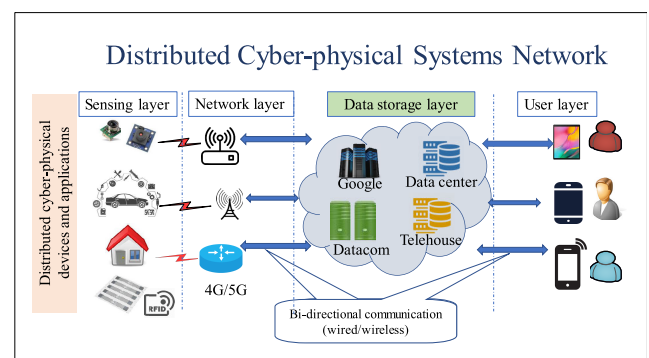 Distributed Cyber-physical Systems Network
Sensing layer
Network layer
Data storage layer
User layer
Distributed cyber-physical
devices and applications
Google
Data center
Datacom
Telehouse
RFID
4G/5G
Bi-directional communication
(wired/wireless)